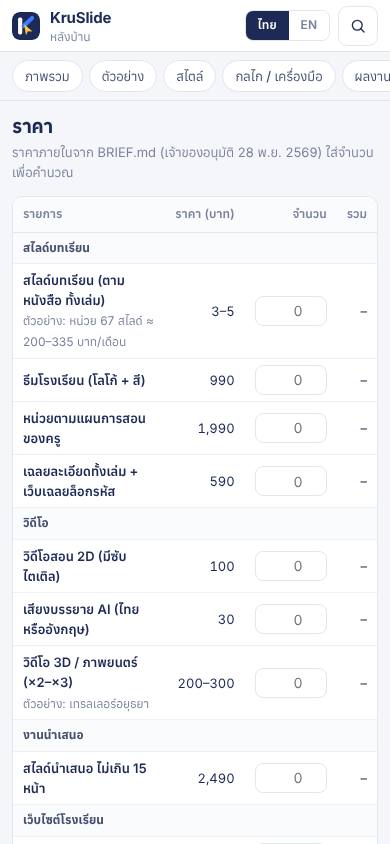 KruSlide
หลังบ้าน
ไทย
EN
ภาพรวม
ตัวอย่าง
สไตล์
กลไก / เครื่องมือ
ผลงาน
ราคา
ราคาภายในจาก BRIEF.md (เจ้าของอนุมัติ 28 พ.ย. 2569) ใส่จำนวน
เพื่อคำนวณ
รายการ ราคา (บาท) จำนวน รวม
สไลด์บทเรียน
สไลด์บทเรียน (ตาม
หนังสือ ทั้งเล่ม)
ตัวอย่าง: หน่วย 67 สไลด์ ≈
200–335 บาท/เดือน
3–5 0 –
ธีมโรงเรียน (โลโก้ + สี) 990 0 –
หน่วยตามแผนการสอน
ของครู
1,990 0 –
เฉลยละเอียดทั้งเล่ม +
เว็บเฉลยล็อกรหัส
590 0 –
วิดีโอ
วิดีโอสอน 2D (มีซับ
ไตเติล)
100 0 –
เสียงบรรยาย AI (ไทย
หรืออังกฤษ)
30 0 –
วิดีโอ 3D / ภาพยนตร์
(×2–×3)
ตัวอย่าง: เทรลเลอร์อยุธยา
200–300 0 –
งานนำเสนอ
สไลด์นำเสนอ ไม่เกิน 15
หน้า
2,490 0 –
เว็บไซต์โรงเรียน